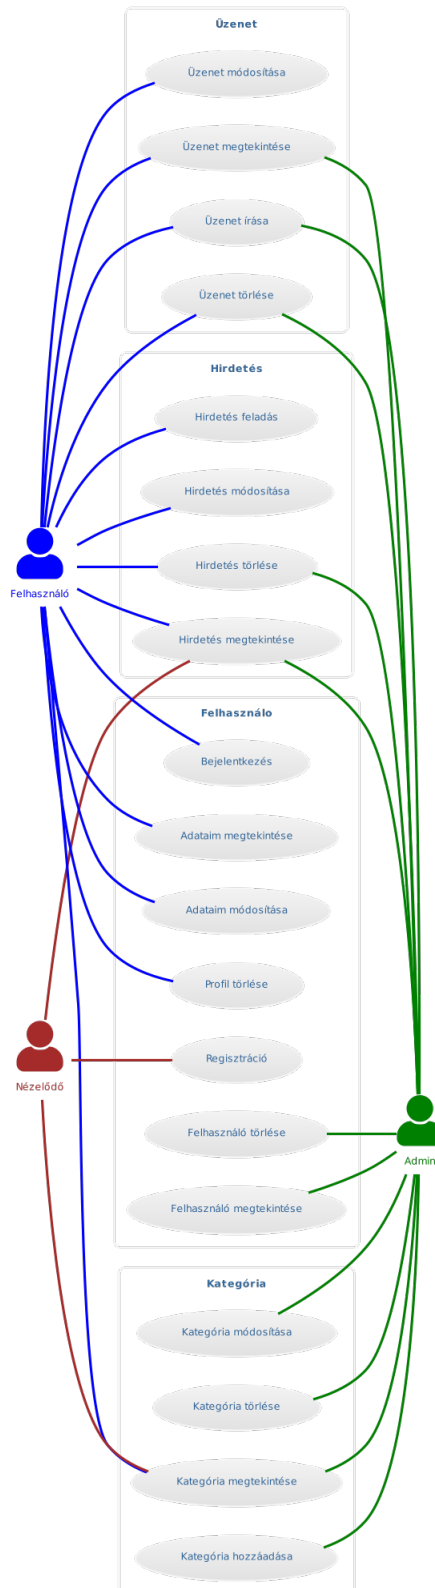 Üzenet
Üzenet módosítása
Üzenet megtekintése
Üzenet írása
Üzenet törlése
Hirdetés
Hirdetés feladás
Hirdetés módosítása
Hirdetés törlése
Hirdetés megtekintése
Felhasználó
Felhasználo
Bejelentkezés
Adataim megtekintése
Adataim módosítása
Profil törlése
Regisztráció
Nézelődő
Felhasználó törlése
Admin
Felhasználó megtekintése
Kategória
Kategória módosítása
Kategória törlése
Kategória megtekintése
Kategória hozzáadása